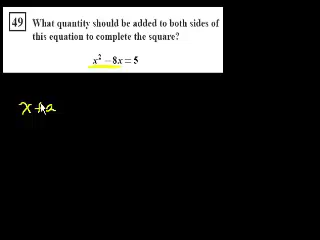 49 What quantity should be added to both sides of
this equation to complete the square?
x² − 8x = 5
x+a